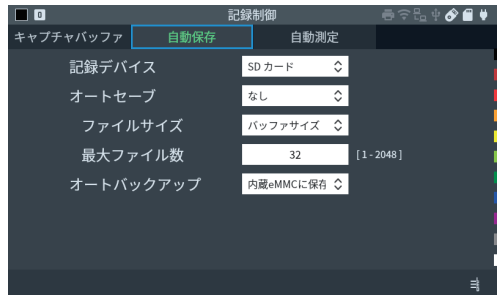 D 記録制御
キャプチャバッファ 自動保存 自動測定
記録デバイス SD カード
オートセーブ なし
ファイルサイズ バッファサイズ
最大ファイル数 32 [ 1 - 2048 ]
オートバックアップ 内蔵eMMCに保存